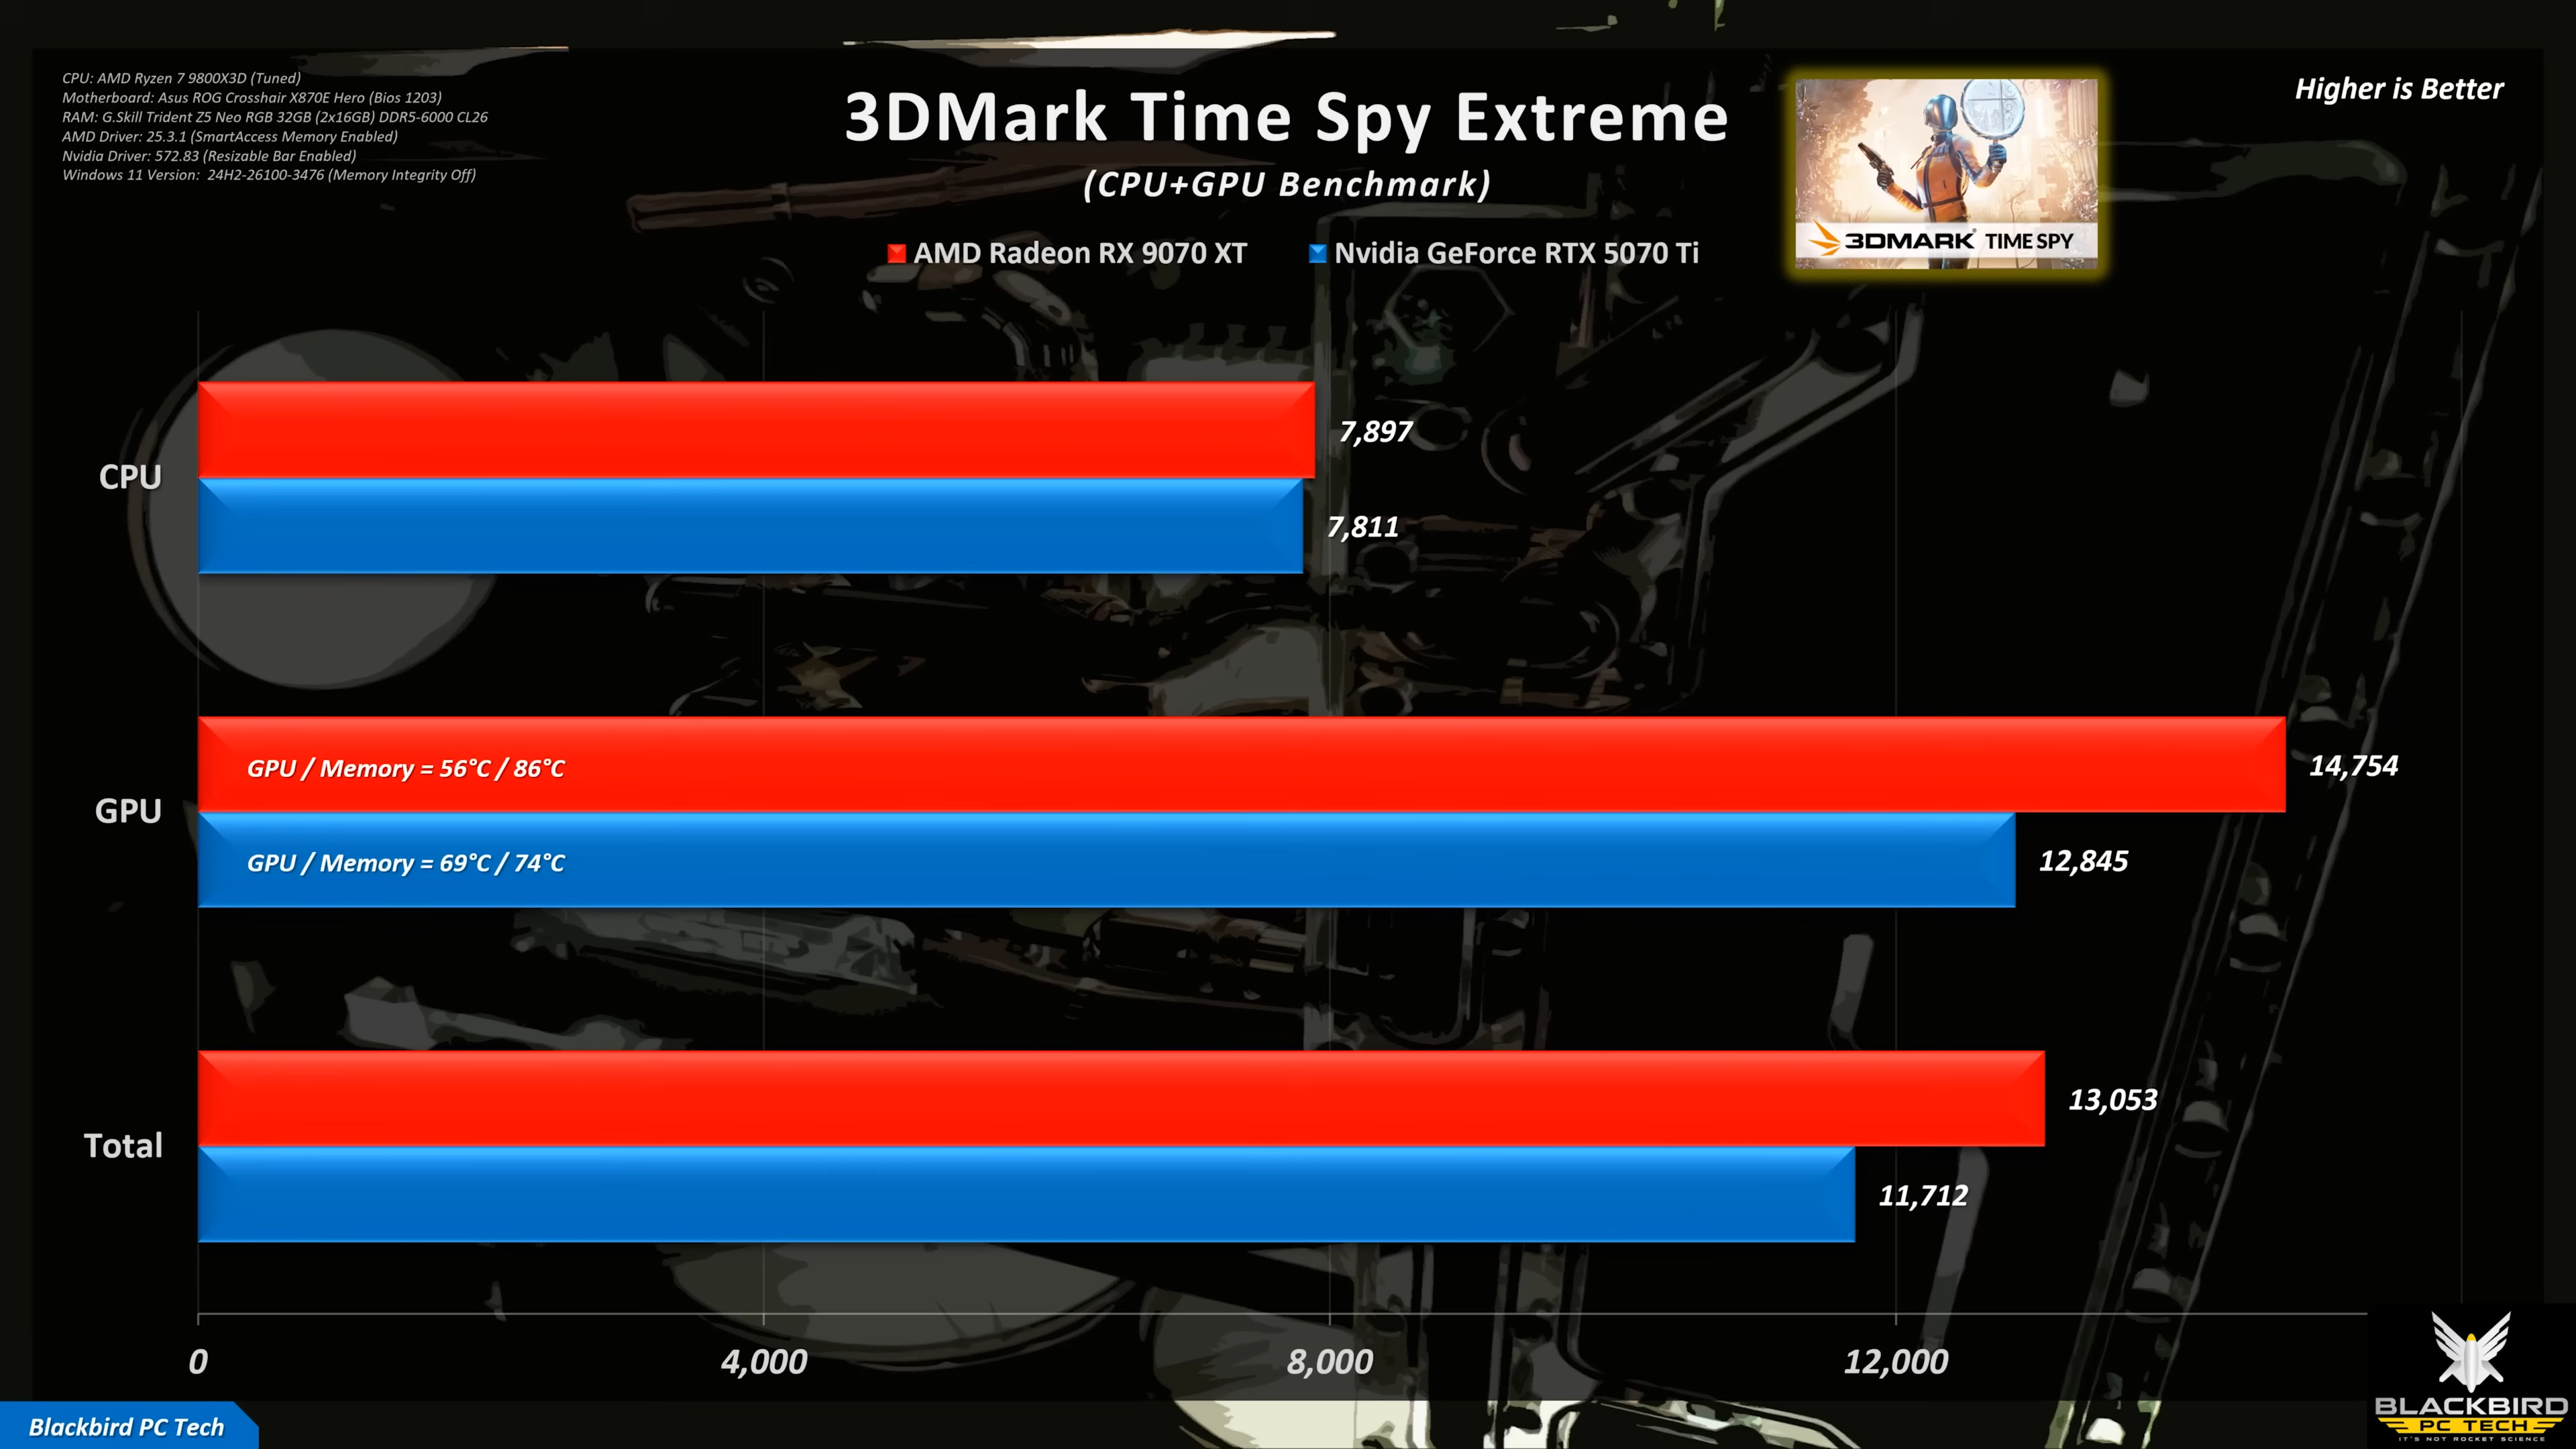 CPU: AMD Ryzen 7 9800X3D (Tuned)
Motherboard: Asus ROG Crosshair X870E Hero (Bios 1203)
RAM: G.Skill Trident Z5 Neo RGB 32GB (2x16GB) DDR5-6000 CL26
AMD Driver: 25.3.1 (SmartAccess Memory Enabled)
Nvidia Driver: 572.83 (Resizable Bar Enabled)
Windows 11 Version: 24H2-26100-3476 (Memory Integrity Off)
3DMark Time Spy Extreme
(CPU+GPU Benchmark)
AMD Radeon RX 9070 XT
Nvidia GeForce RTX 5070 Ti
3DMARK TIME SPY
Higher is Better
CPU
7,897
7,811
GPU
GPU / Memory = 56°C / 86°C
14,754
GPU / Memory = 69°C / 74°C
12,845
Total
13,053
11,712
0 4,000 8,000 12,000
Blackbird PC Tech
BLACKBIRD
PC TECH
IT'S NOT ROCKET SCIENCE